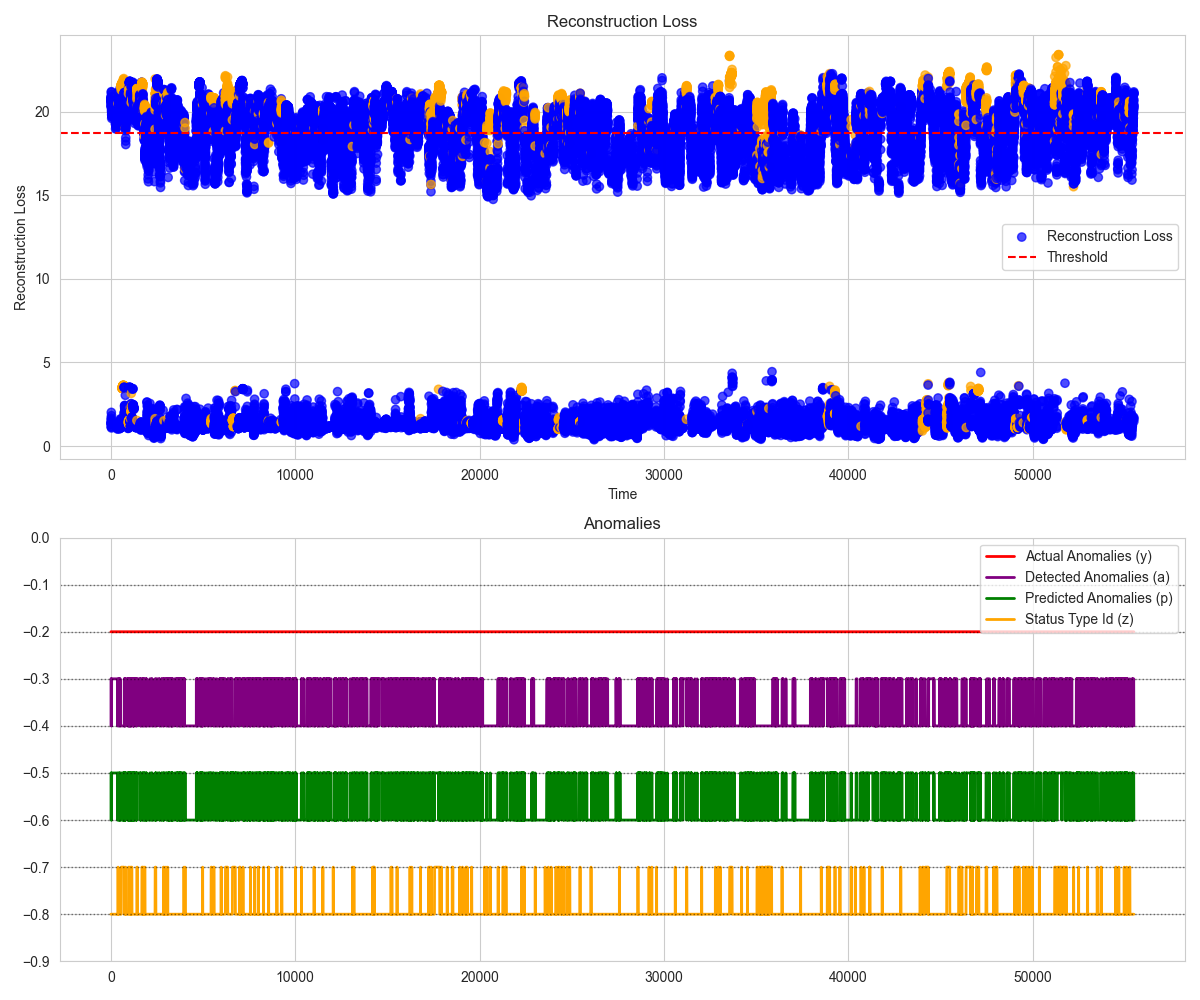 Reconstruction Loss
Reconstruction Loss
20
15
10
5
0
Reconstruction Loss
Threshold
0 10000 20000 30000 40000 50000
Time
Anomalies
0.0
−0.1
−0.2
−0.3
−0.4
−0.5
−0.6
−0.7
−0.8
−0.9
Actual Anomalies (y)
Detected Anomalies (a)
Predicted Anomalies (p)
Status Type Id (z)
0 10000 20000 30000 40000 50000